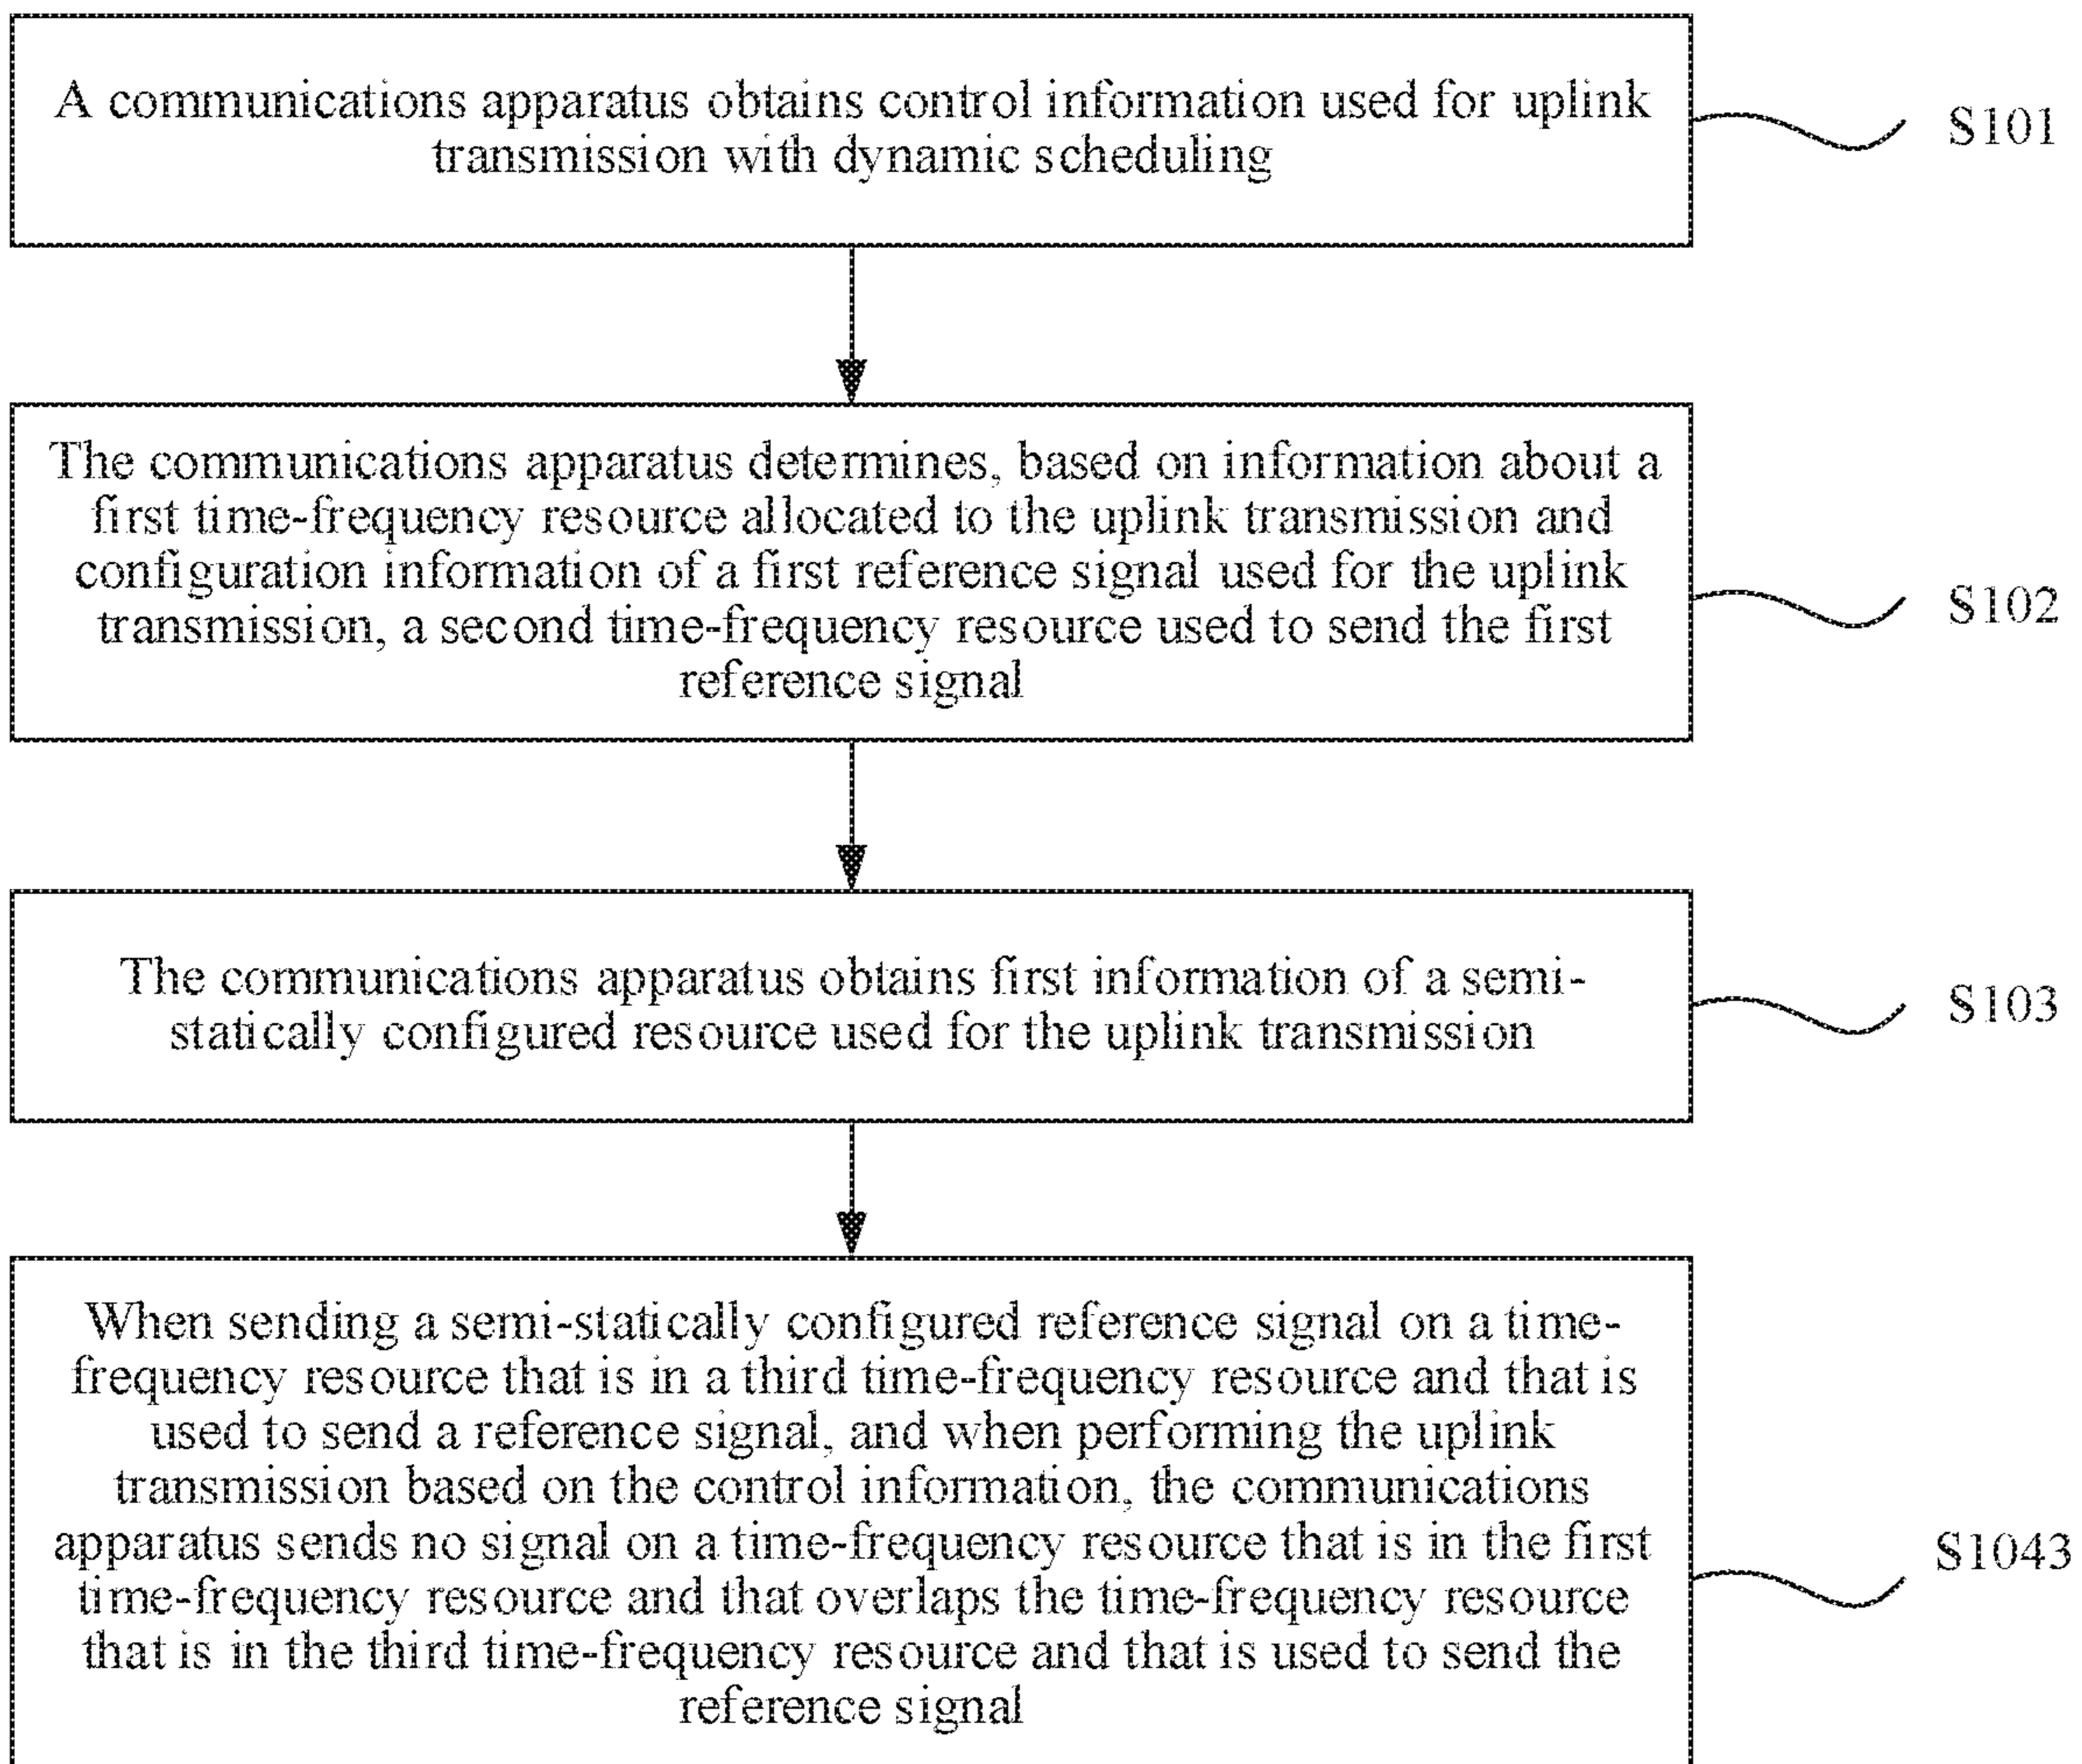 A communications apparatus obtains control information used for uplink
transmission with dynamic scheduling
S101
The communications apparatus determines, based on information about a
first time-frequency resource allocated to the uplink transmission and
configuration information of a first reference signal used for the uplink
transmission, a second time-frequency resource used to send the first
reference signal
S102
The communications apparatus obtains first information of a semi-
statically configured resource used for the uplink transmission
S103
When sending a semi-statically configured reference signal on a time-
frequency resource that is in a third time-frequency resource and that is
used to send a reference signal, and when performing the uplink
transmission based on the control information, the communications
apparatus sends no signal on a time-frequency resource that is in the first
time-frequency resource and that overlaps the time-frequency resource
that is in the third time-frequency resource and that is used to send the
reference signal
S1043